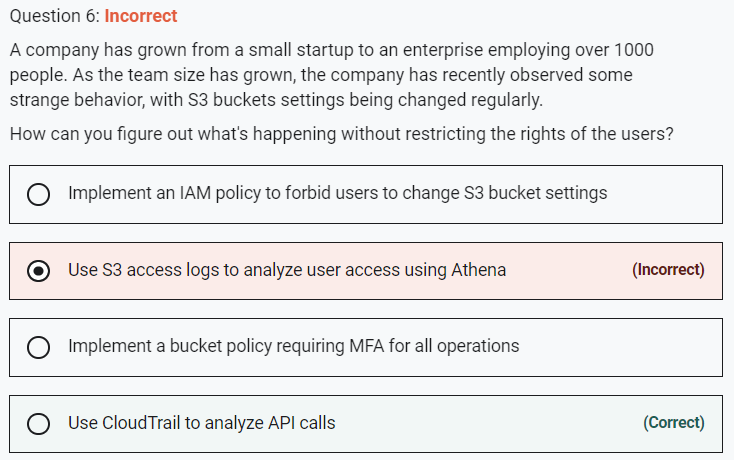 Question 6: Incorrect
A company has grown from a small startup to an enterprise employing over 1000
people. As the team size has grown, the company has recently observed some
strange behavior, with S3 buckets settings being changed regularly.
How can you figure out what's happening without restricting the rights of the users?
Implement an IAM policy to forbid users to change S3 bucket settings
Use S3 access logs to analyze user access using Athena (Incorrect)
Implement a bucket policy requiring MFA for all operations
Use CloudTrail to analyze API calls (Correct)